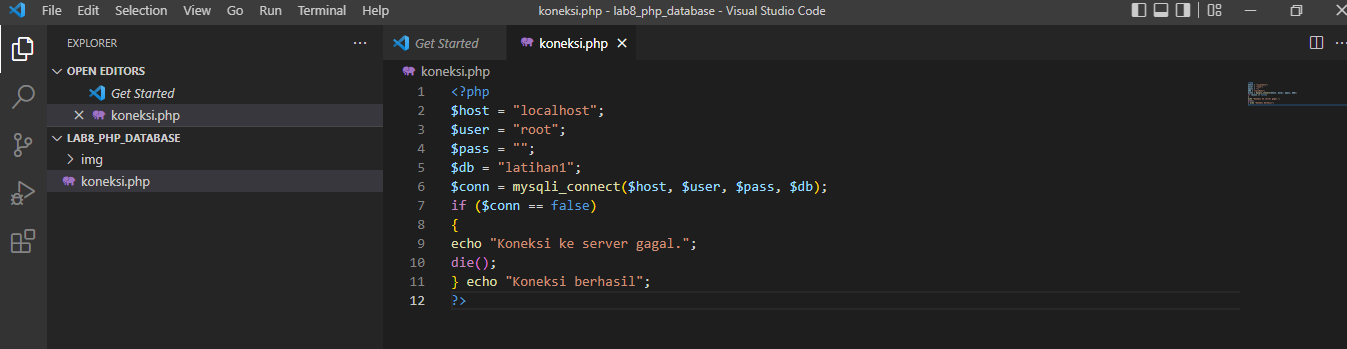 File Edit Selection View Go Run Terminal Help koneksi.php - lab8_php_database - Visual Studio Code
EXPLORER ...
Get Started
koneksi.php
OPEN EDITORS
Get Started
koneksi.php
LAB8_PHP_DATABASE
img
koneksi.php
koneksi.php
1 <?php
2 $host = "localhost";
3 $user = "root";
4 $pass = "";
5 $db = "latihan1";
6 $conn = mysqli_connect($host, $user, $pass, $db);
7 if ($conn == false)
8 {
9 echo "Koneksi ke server gagal.";
10 die();
11 } echo "Koneksi berhasil";
12 ?>